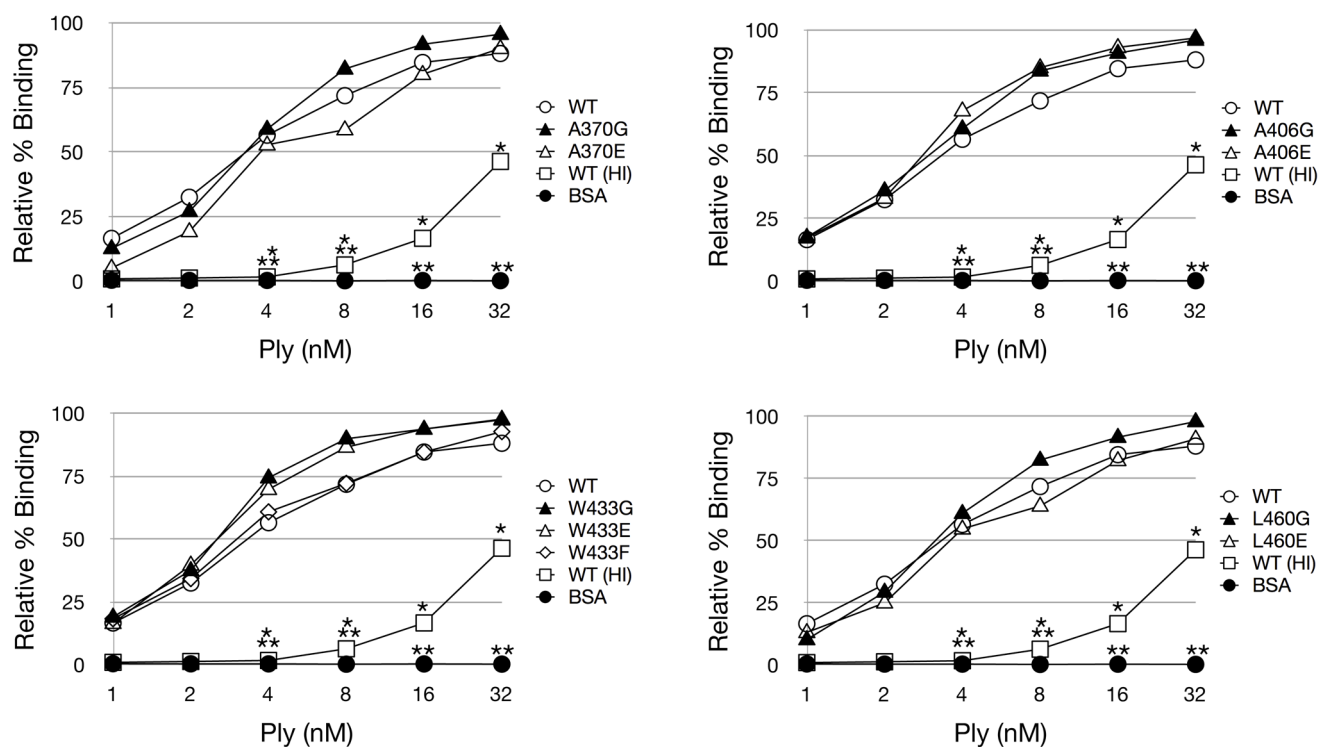 100
75
50
25
0
Relative % Binding
*
*
*
**
*
**
**
**
1 2 4 8 16 32
Ply (nM)
WT
A370G
A370E
WT (HI)
BSA
100
75
50
25
0
Relative % Binding
*
*
*
**
*
**
**
**
1 2 4 8 16 32
Ply (nM)
WT
A406G
A406E
WT (HI)
BSA
100
75
50
25
0
Relative % Binding
*
*
*
**
*
**
**
**
1 2 4 8 16 32
Ply (nM)
WT
W433G
W433E
W433F
WT (HI)
BSA
100
75
50
25
0
Relative % Binding
*
*
*
**
*
**
**
**
1 2 4 8 16 32
Ply (nM)
WT
L460G
L460E
WT (HI)
BSA